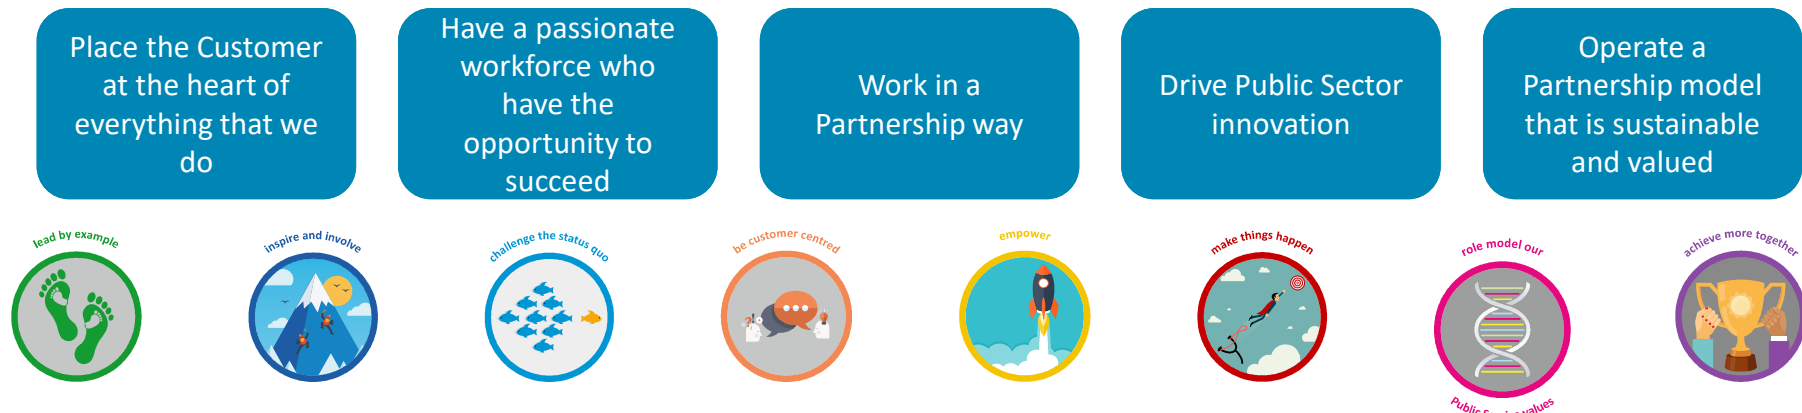 Place the Customer
at the heart of
everything that we
do
Have a passionate
workforce who
have the
opportunity to
succeed
Work in a
Partnership way
Drive Public Sector
innovation
Operate a
Partnership model
that is sustainable
and valued
lead by example
inspire and involve
challenge the status quo
be customer centred
empower
make things happen
role model our
Public Service values
achieve more together